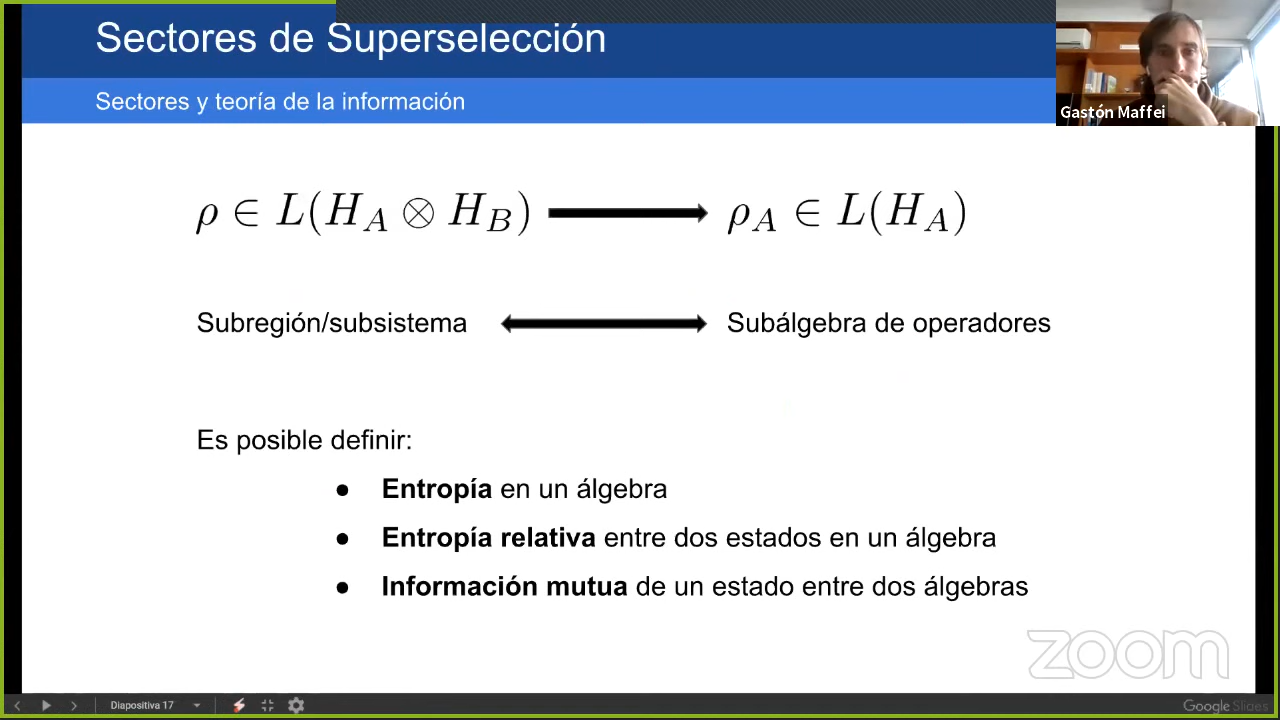 Sectores de Superselección
Sectores y teoría de la información
Gastón Maffei
ρ ∈ L(H_A ⊗ H_B) ⟶ ρ_A ∈ L(H_A)
Subregión/subsistema ⟷ Subálgebra de operadores
Es posible definir:
● Entropía en un álgebra
● Entropía relativa entre dos estados en un álgebra
● Información mutua de un estado entre dos álgebras
zoom
Diapositiva 17
Google Slides